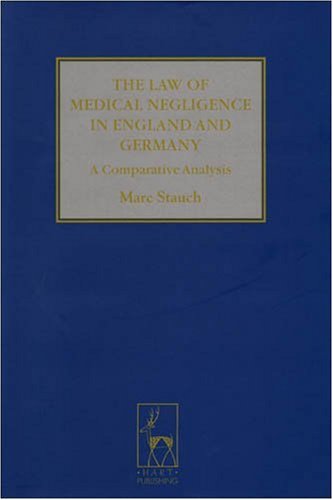 THE LAW OF
MEDICAL NEGLIGENCE
IN ENGLAND AND
GERMANY
A Comparative Analysis
Marc Stauch
HART
PUBLISHING